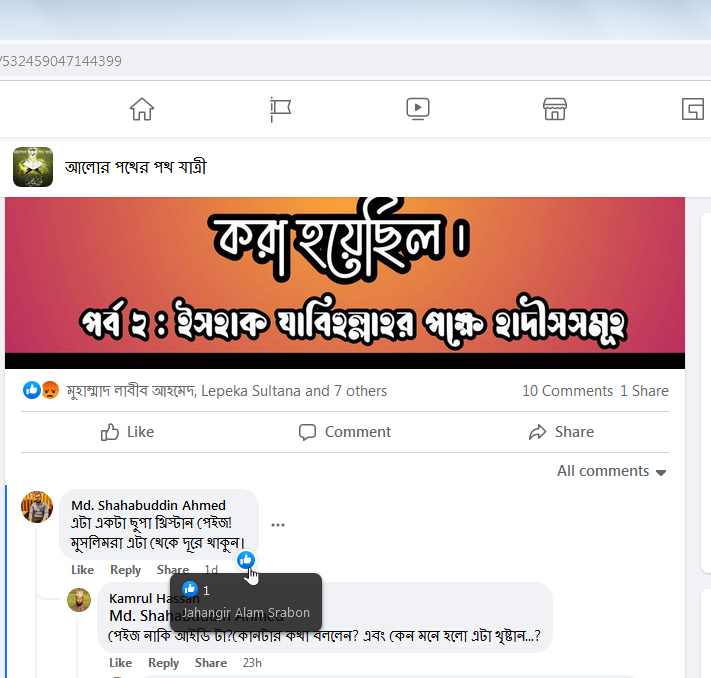 /532459047144399
আলোর পথের পথ যাত্রী
করা হয়েছিল।
পর্ব ২ : ইসহাক যাবিহুল্লাহর পক্ষে হাদীসসমূহ
মুহাম্মাদ লাবীব আহমেদ, Lepeka Sultana and 7 others 10 Comments 1 Share
Like Comment Share
All comments
Md. Shahabuddin Ahmed
এটা একটা ছুপা খ্রিস্টান পেইজ!
মুসলিমরা এটা থেকে দূরে থাকুন।
Like Reply Share 1d
1
Jahangir Alam Srabon
Kamrul Hassan
Md. Shahabuddin Ahmed
পেইজ নাকি আইডি টা?কোনটার কথা বললেন? এবং কেন মনে হলো এটা খৃষ্টান...?
Like Reply Share 23h